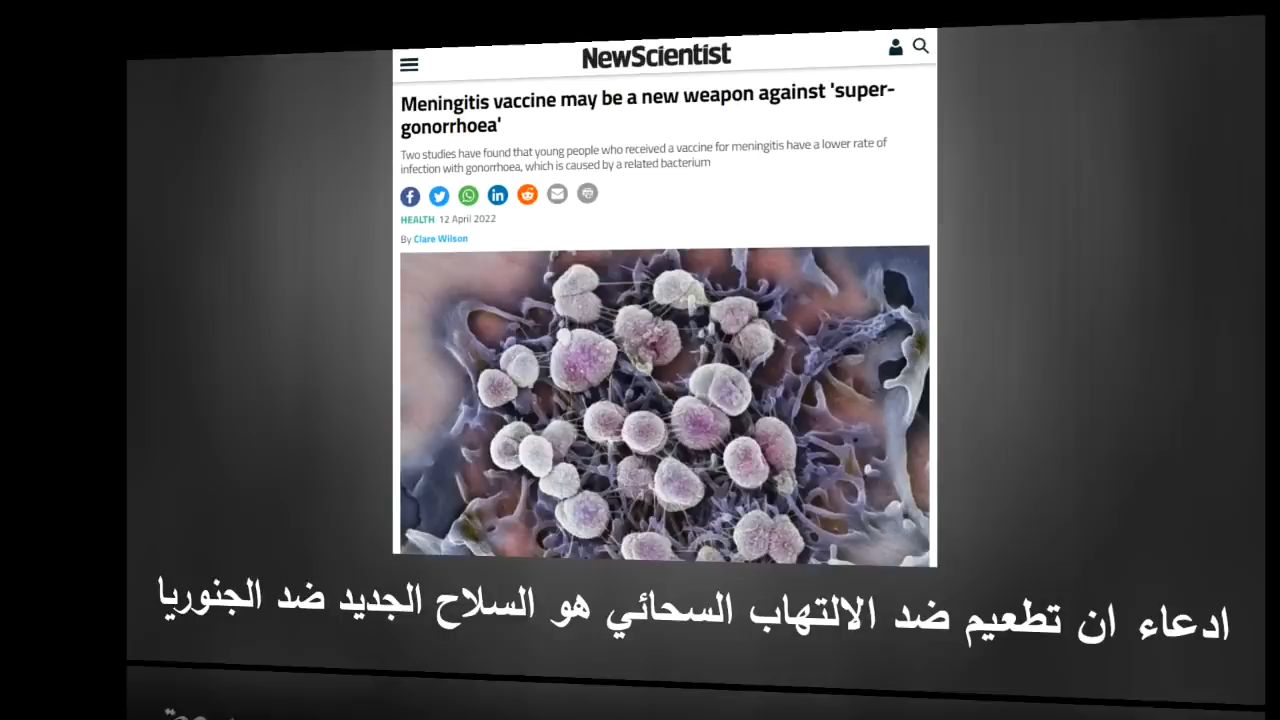 NewScientist
Meningitis vaccine may be a new weapon against 'super-
gonorrhoea'
Two studies have found that young people who received a vaccine for meningitis have a lower rate of
infection with gonorrhoea, which is caused by a related bacterium
HEALTH 12 April 2022
By Clare Wilson
ادعاء ان تطعيم ضد الالتهاب السحائي هو السلاح الجديد ضد الجنوريا